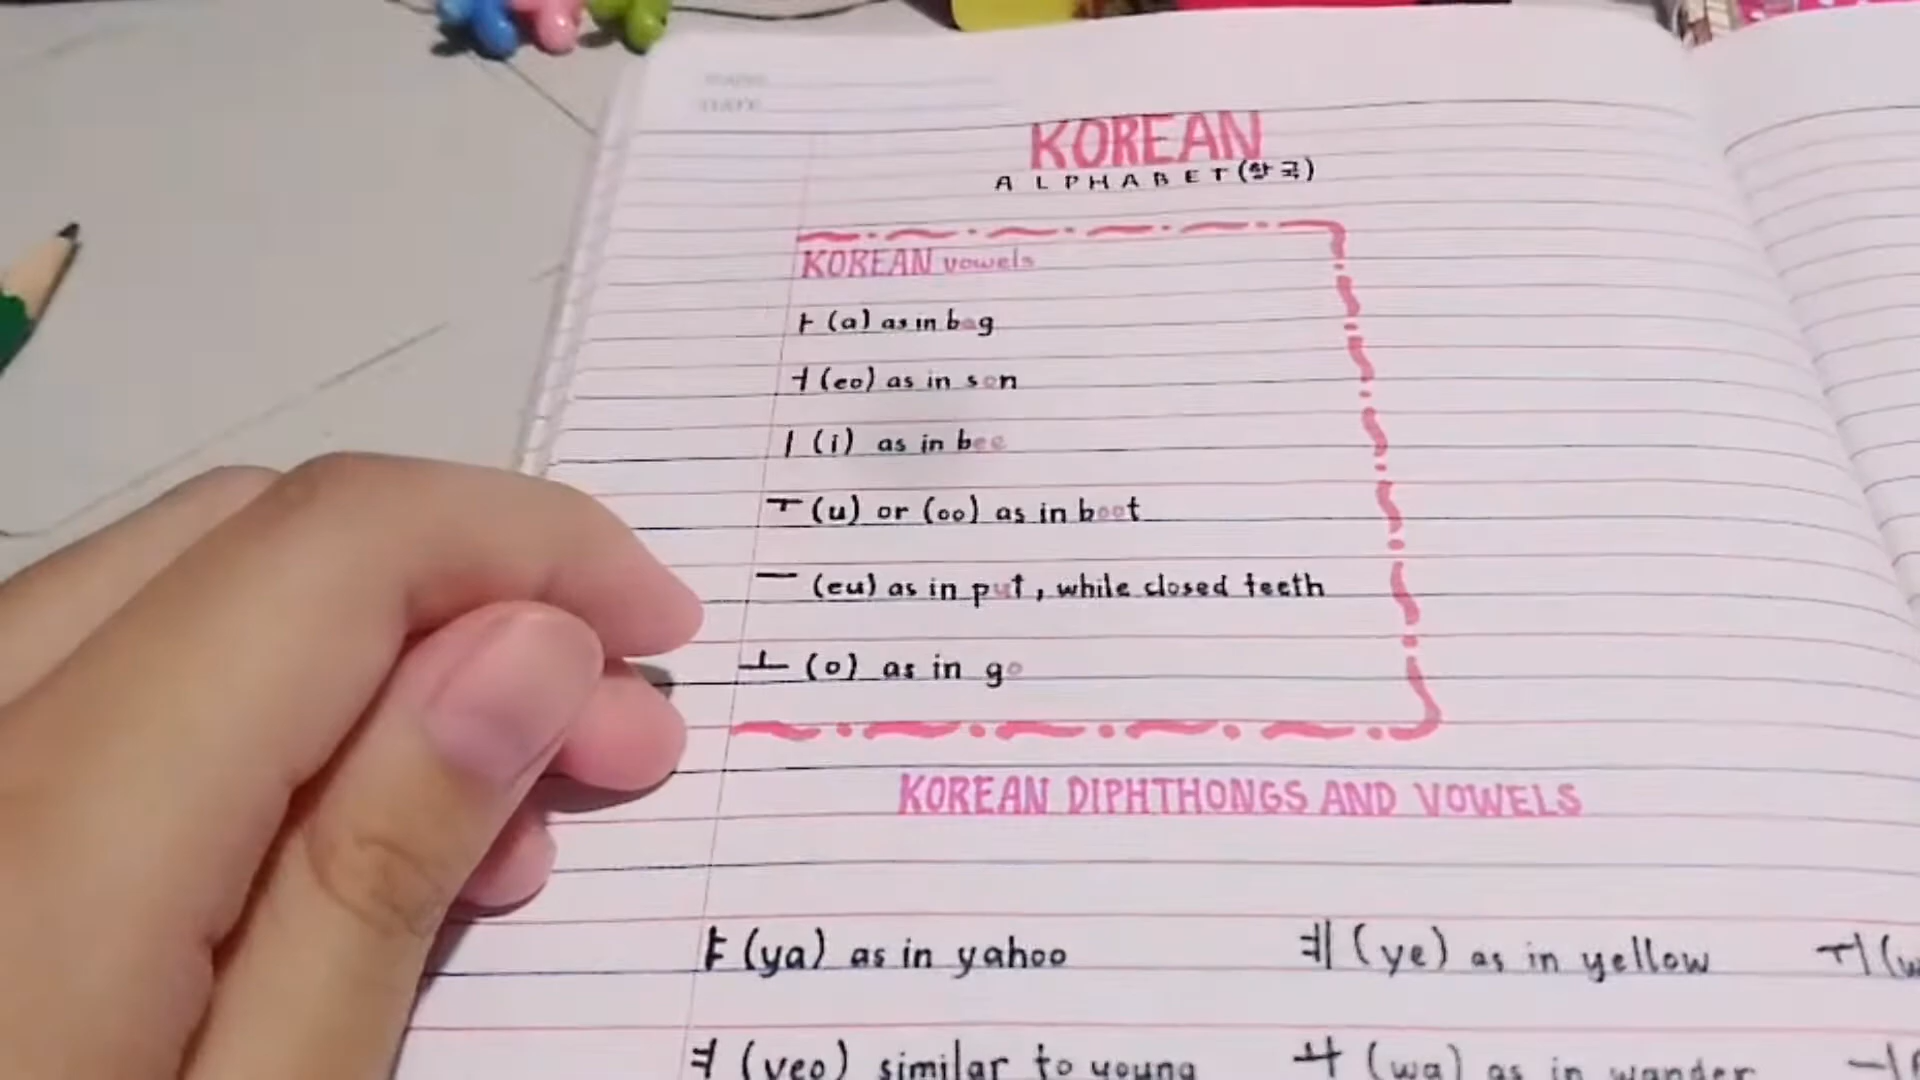 KOREAN
ALPHABET (한국)
KOREAN vowels
ㅏ (a) as in bag
ㅓ (eo) as in son
ㅣ (i) as in bee
ㅜ (u) or (oo) as in boot
ㅡ (eu) as in put, while closed teeth
ㅗ (o) as in go
KOREAN DIPHTHONGS AND VOWELS
ㅑ (ya) as in yahoo ㅖ (ye) as in yellow ㅟ
ㅕ (yeo) similar to young ㅘ (wa) as in wander